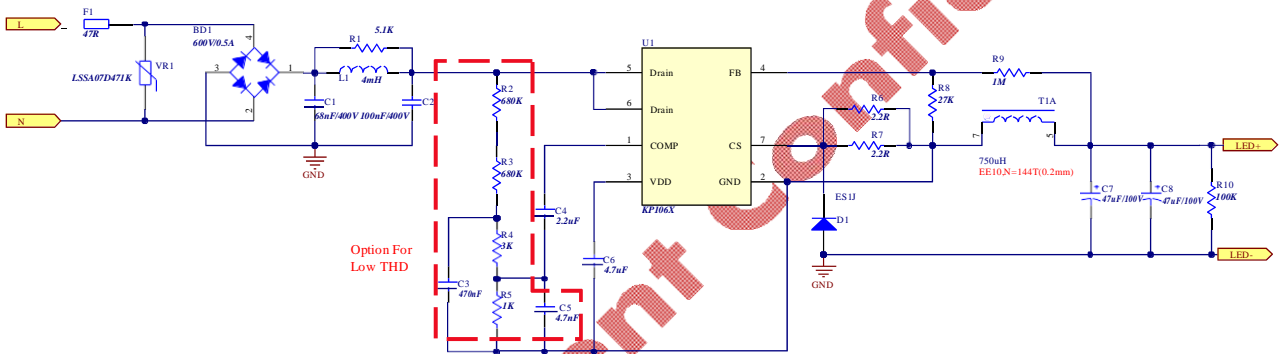 L
F1
47R
N
LSSA07D471K
VR1
BD1
600V/0.5A
4
3
1
2
R1
5.1K
L1
4mH
C1
68nF/400V
C2
100nF/400V
GND
R2
680K
R3
680K
R4
3K
R5
1K
C3
470nF
Option For
Low THD
C4
2.2uF
C5
4.7nF
C6
4.7uF
U1
5
Drain
6
Drain
1
COMP
3
VDD
FB
4
CS
7
GND
2
KP106X
R6
2.2R
R7
2.2R
R8
27K
R9
1M
T1A
7
5
750uH
EE10,N=144T(0.2mm)
ES1J
D1
GND
C7
47uF/100V
C8
47uF/100V
R10
100K
LED+
LED-
Confi
ent